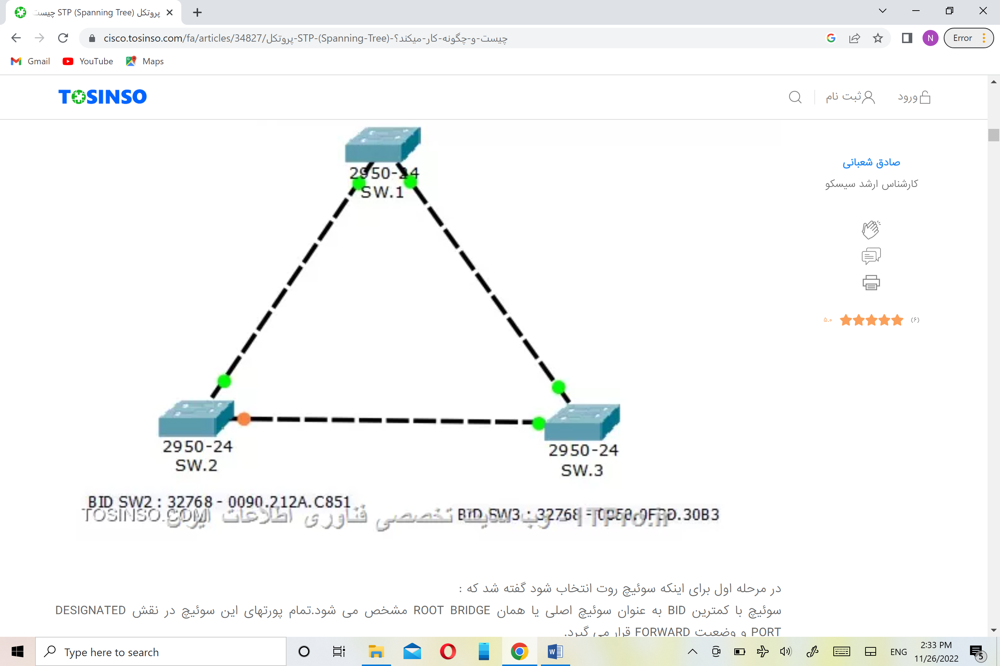 پروتکل STP (Spanning Tree) چیست
cisco.tosinso.com/fa/articles/34827/پروتکل-STP-(Spanning-Tree)-چیست-و-چگونه-کار-میکند؟
N
Error
Gmail
YouTube
Maps
TOSINSO
ثبت نام
ورود
2950-24
SW.1
صادق شعبانی
کارشناس ارشد سیسکو
۵.۰
(۶)
2950-24
SW.2
2950-24
SW.3
BID SW2 : 32768 - 0090.212A.C851
BID SW3 : 32768
30B3
TOSINSO.COM
ITPro.ir - وب سایت تخصصی فناوری اطلاعات ایران
در مرحله اول برای اینکه سوئیچ روت انتخاب شود گفته شد که :
سوئیچ با کمترین BID به عنوان سوئیچ اصلی یا همان ROOT BRIDGE مشخص می شود.تمام پورتهای این سوئیچ در نقش DESIGNATED
PORT و وضعیت FORWARD قرار می گیرد.
Type here to search
W
ENG
2:33 PM
11/26/2022
5